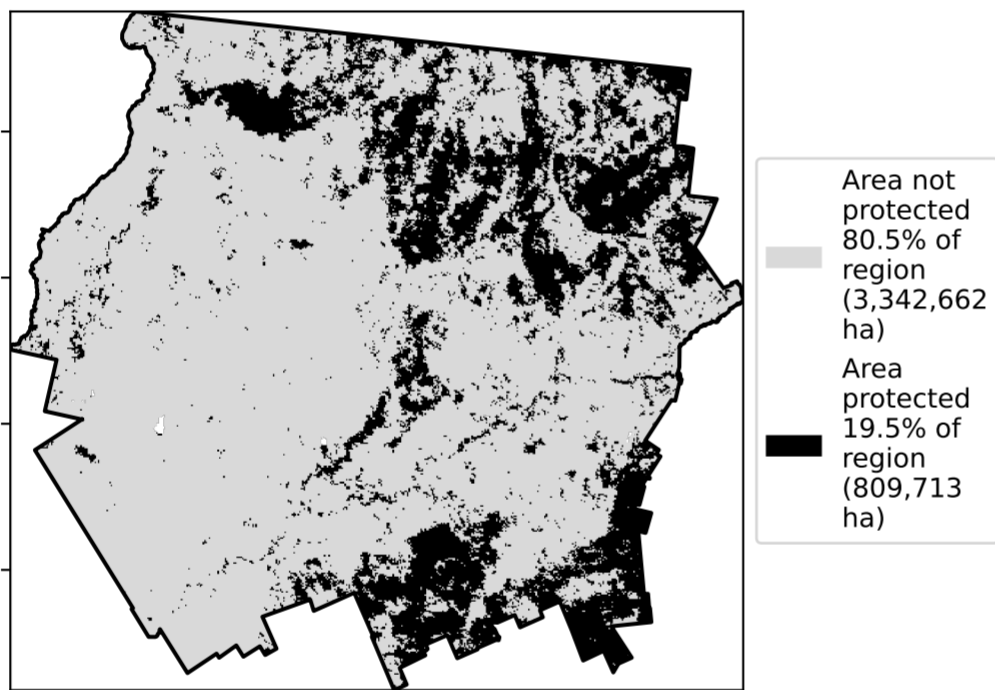 Area not
protected
80.5% of
region
(3,342,662
ha)
Area
protected
19.5% of
region
(809,713
ha)